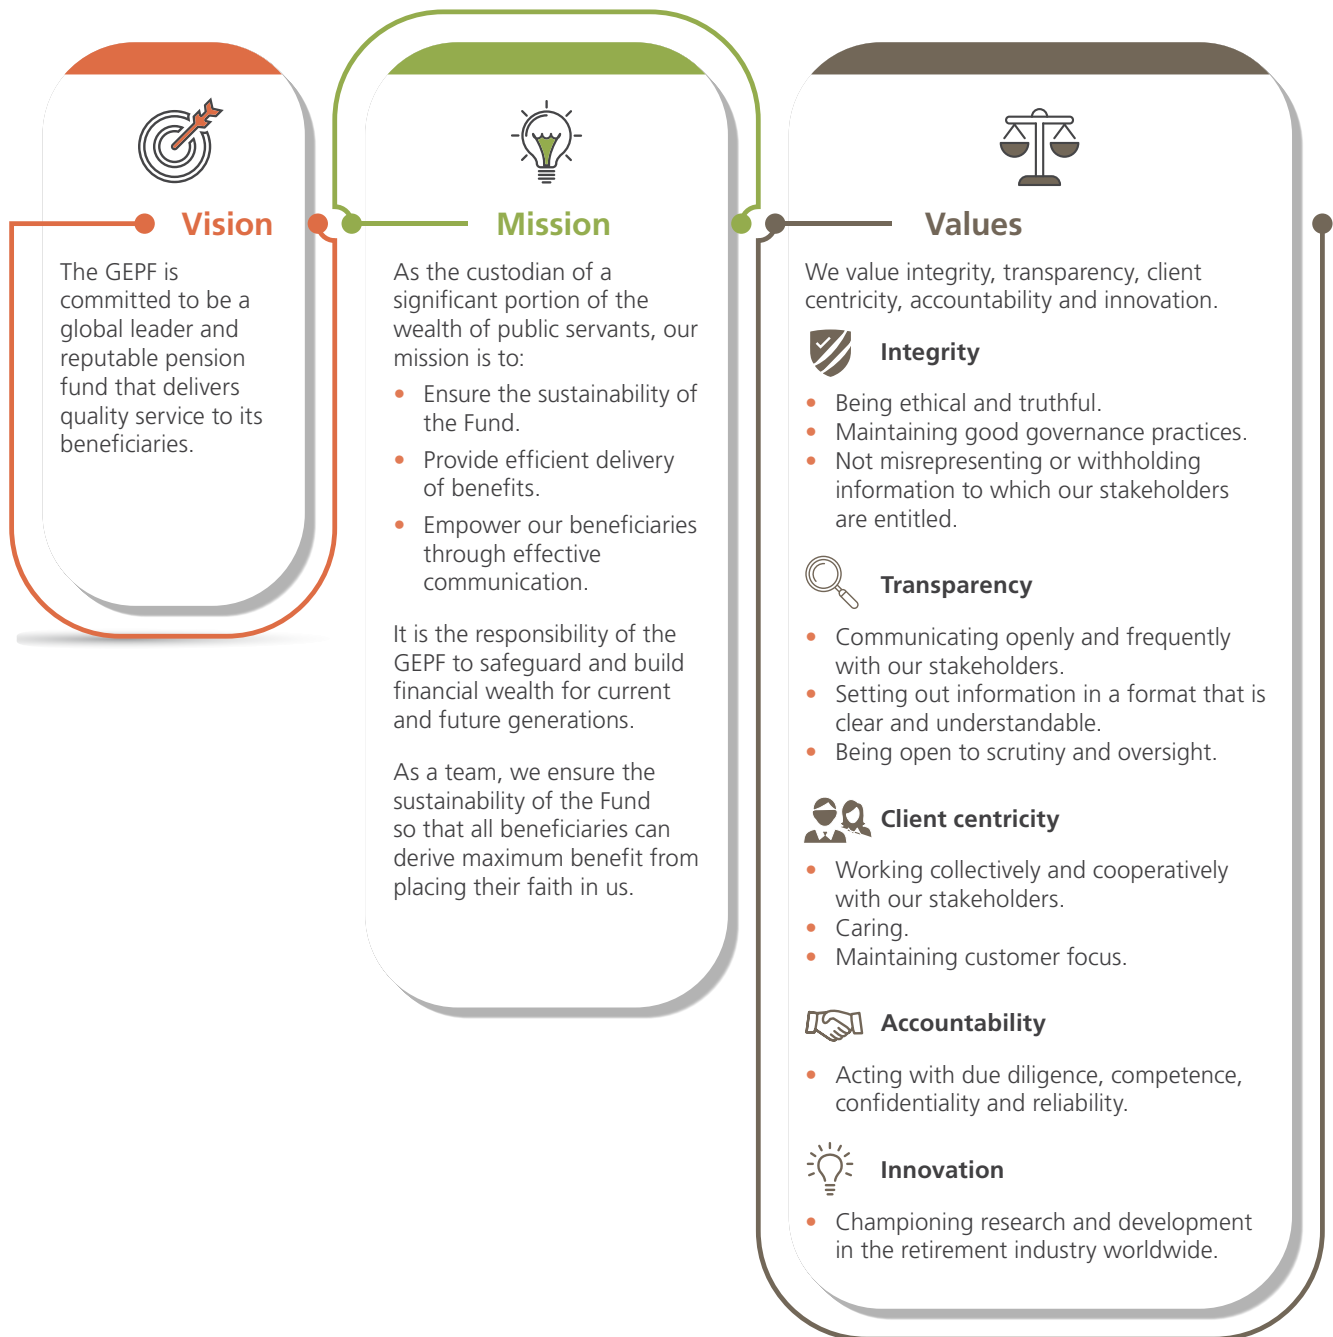 Vision
The GEPF is
committed to be a
global leader and
reputable pension
fund that delivers
quality service to its
beneficiaries.
Mission
As the custodian of a
significant portion of the
wealth of public servants, our
mission is to:
• Ensure the sustainability of
the Fund.
• Provide efficient delivery
of benefits.
• Empower our beneficiaries
through effective
communication.
It is the responsibility of the
GEPF to safeguard and build
financial wealth for current
and future generations.
As a team, we ensure the
sustainability of the Fund
so that all beneficiaries can
derive maximum benefit from
placing their faith in us.
Values
We value integrity, transparency, client
centricity, accountability and innovation.
Integrity
• Being ethical and truthful.
• Maintaining good governance practices.
• Not misrepresenting or withholding
information to which our stakeholders
are entitled.
Transparency
• Communicating openly and frequently
with our stakeholders.
• Setting out information in a format that is
clear and understandable.
• Being open to scrutiny and oversight.
Client centricity
• Working collectively and cooperatively
with our stakeholders.
• Caring.
• Maintaining customer focus.
Accountability
• Acting with due diligence, competence,
confidentiality and reliability.
Innovation
• Championing research and development
in the retirement industry worldwide.